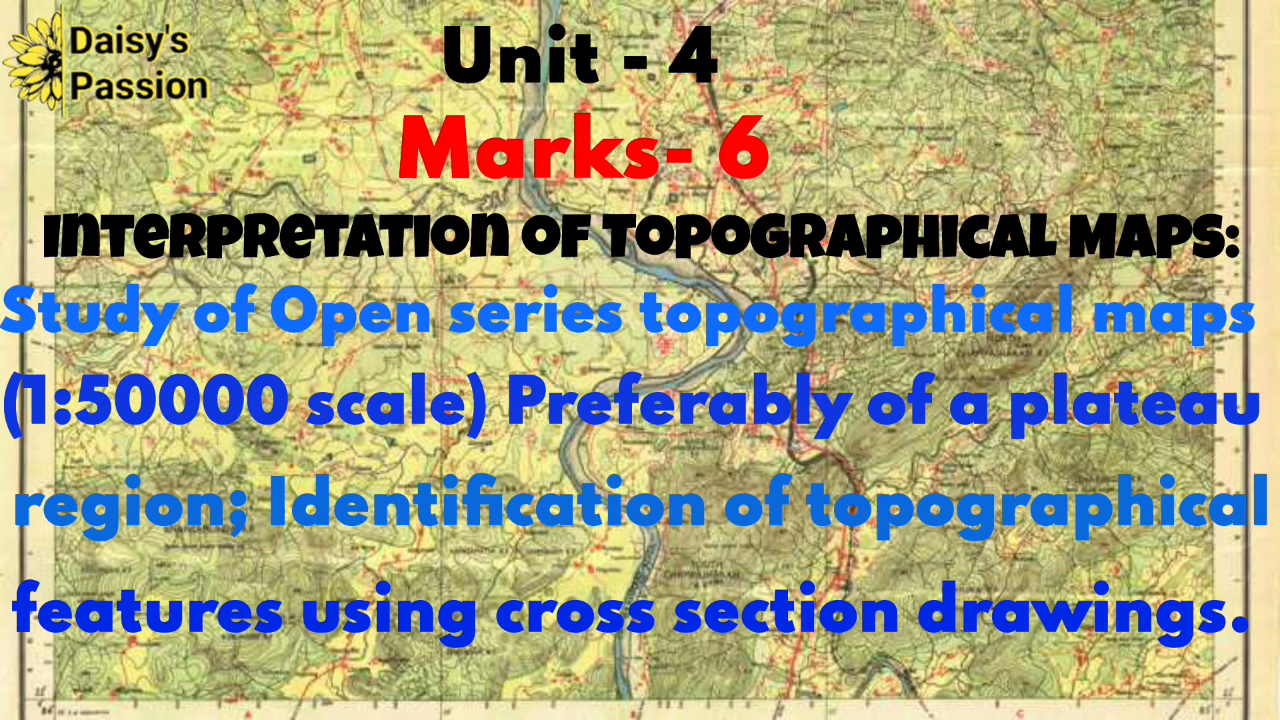 Daisy's
Passion
Unit - 4
Marks- 6
INTERPRETATION OF TOPOGRAPHICAL MAPS:
Study of Open series topographical maps
(1:50000 scale) Preferably of a plateau
region; Identification of topographical
features using cross section drawings.